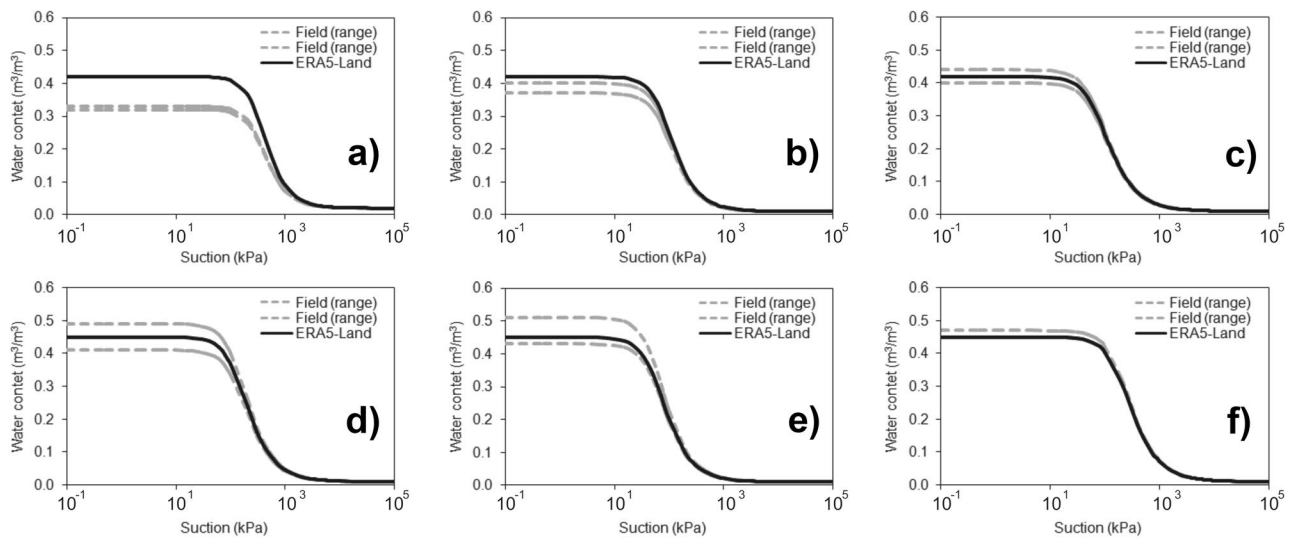 0.6
0.5
0.4
0.3
0.2
0.1
0.0
Water contet (m³/m³)
Field (range)
Field (range)
ERA5-Land
a)
10⁻¹ 10¹ 10³ 10⁵
Suction (kPa)
0.6
0.5
0.4
0.3
0.2
0.1
0.0
Water contet (m³/m³)
Field (range)
Field (range)
ERA5-Land
b)
10⁻¹ 10¹ 10³ 10⁵
Suction (kPa)
0.6
0.5
0.4
0.3
0.2
0.1
0.0
Water contet (m³/m³)
Field (range)
Field (range)
ERA5-Land
c)
10⁻¹ 10¹ 10³ 10⁵
Suction (kPa)
0.6
0.5
0.4
0.3
0.2
0.1
0.0
Water contet (m³/m³)
Field (range)
Field (range)
ERA5-Land
d)
10⁻¹ 10¹ 10³ 10⁵
Suction (kPa)
0.6
0.5
0.4
0.3
0.2
0.1
0.0
Water contet (m³/m³)
Field (range)
Field (range)
ERA5-Land
e)
10⁻¹ 10¹ 10³ 10⁵
Suction (kPa)
0.6
0.5
0.4
0.3
0.2
0.1
0.0
Water contet (m³/m³)
Field (range)
Field (range)
ERA5-Land
f)
10⁻¹ 10¹ 10³ 10⁵
Suction (kPa)